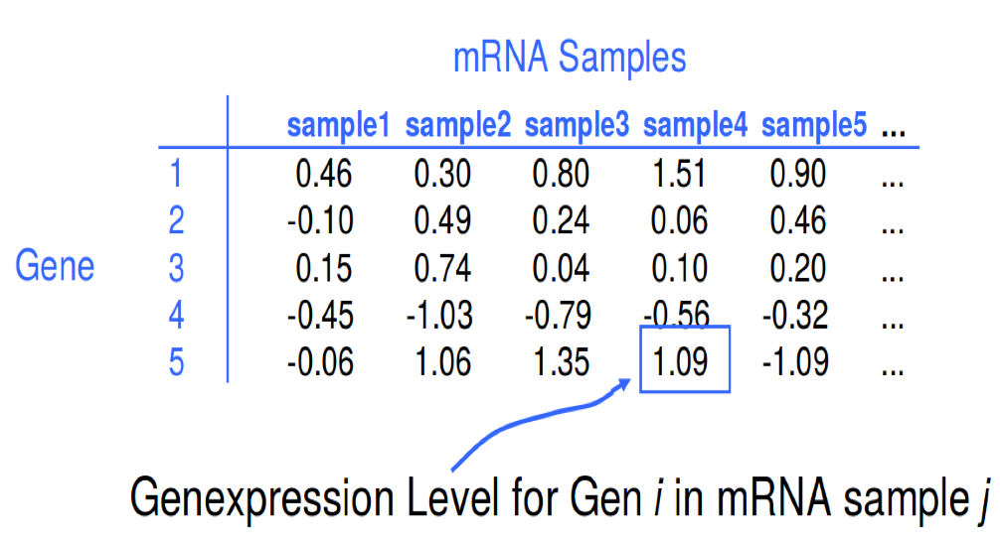 mRNA Samples
sample1 sample2 sample3 sample4 sample5 ...
1 0.46 0.30 0.80 1.51 0.90 ...
2 -0.10 0.49 0.24 0.06 0.46 ...
Gene 3 0.15 0.74 0.04 0.10 0.20 ...
4 -0.45 -1.03 -0.79 -0.56 -0.32 ...
5 -0.06 1.06 1.35 1.09 -1.09 ...
Genexpression Level for Gen i in mRNA sample j